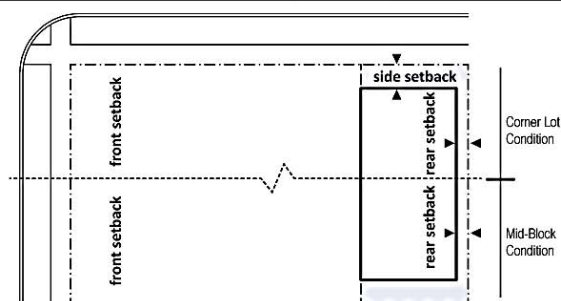 side setback
front setback
rear setback
Corner Lot
Condition
front setback
rear setback
Mid-Block
Condition